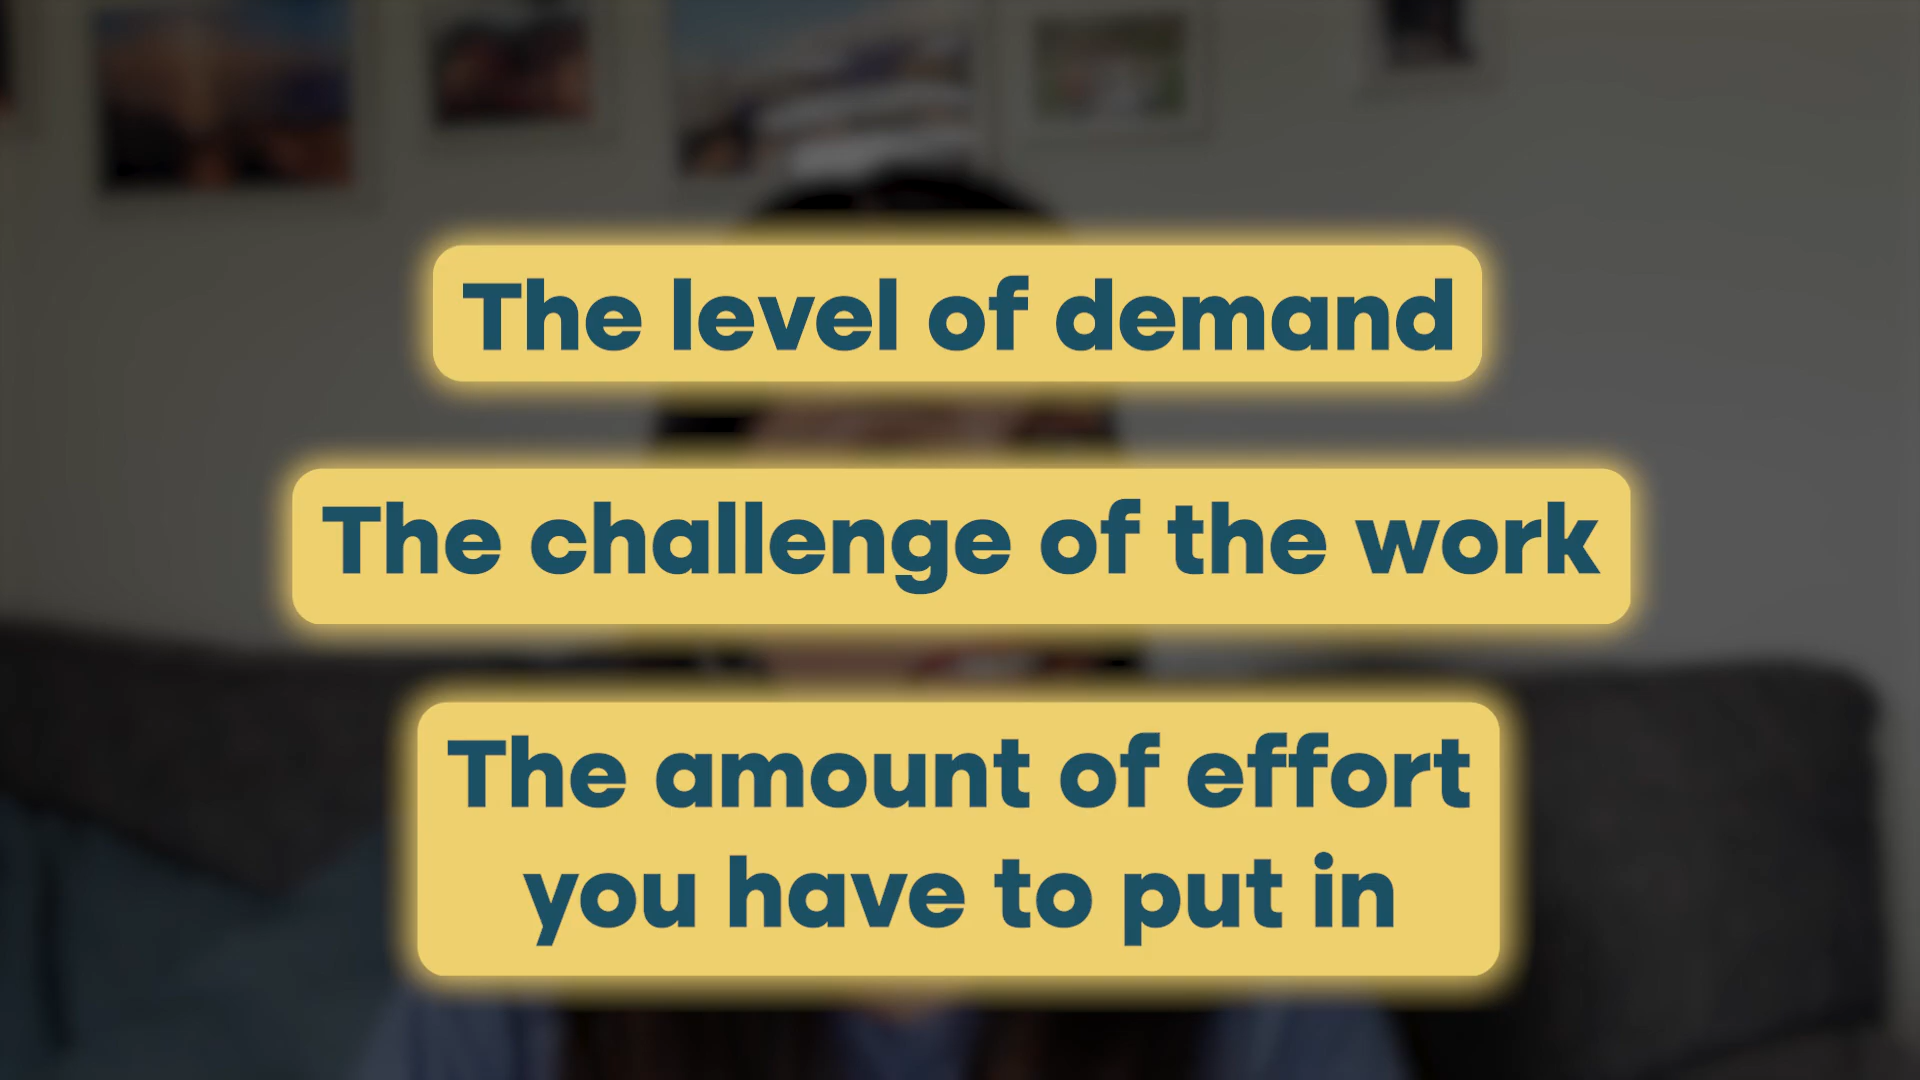 The level of demand
The challenge of the work
The amount of effort
you have to put in